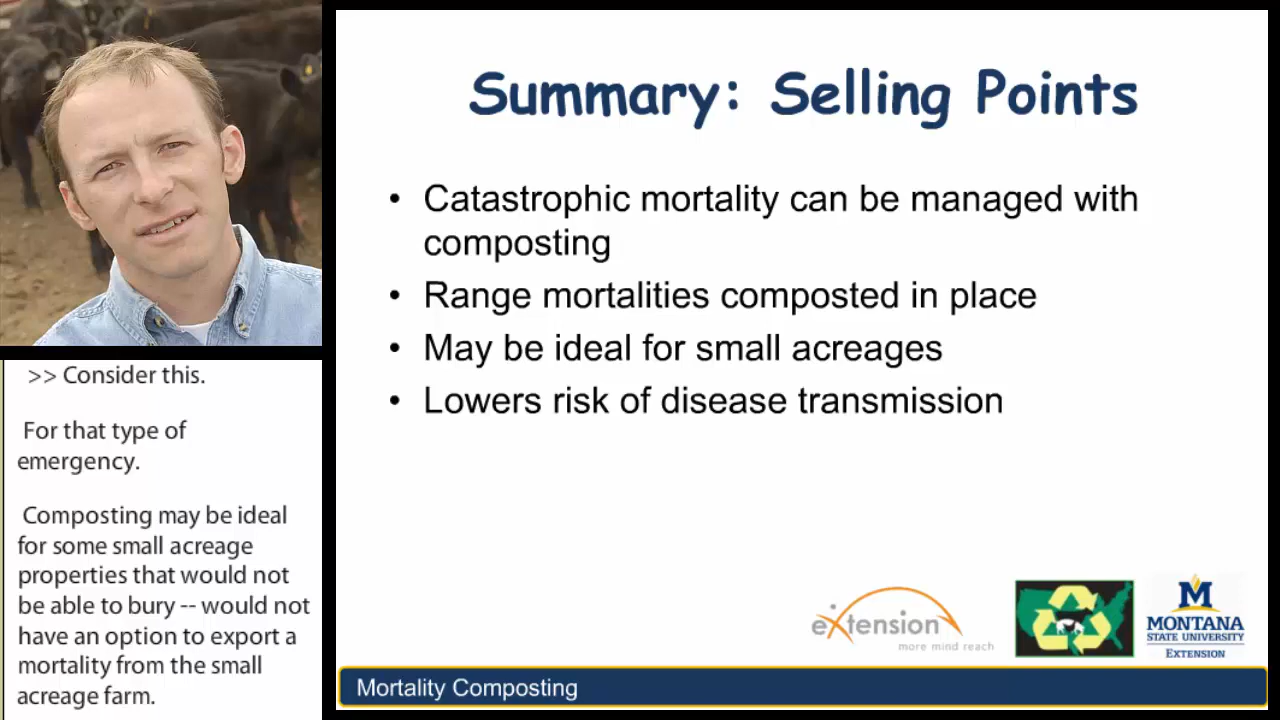 Summary: Selling Points
• Catastrophic mortality can be managed with
composting
• Range mortalities composted in place
• May be ideal for small acreages
• Lowers risk of disease transmission
>> Consider this.
For that type of
emergency.
Composting may be ideal
for some small acreage
properties that would not
be able to bury -- would not
have an option to export a
mortality from the small
acreage farm.
eXtension
more mind reach
M
MONTANA
STATE UNIVERSITY
EXTENSION
Mortality Composting